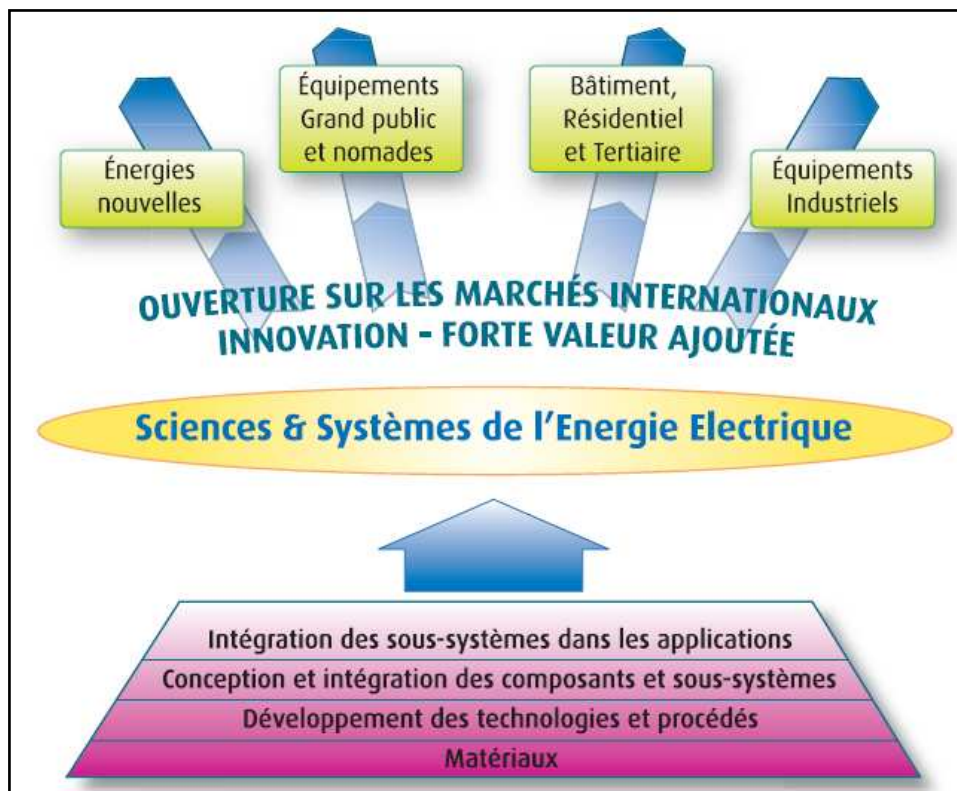 Énergies
nouvelles
Équipements
Grand public
et nomades
Bâtiment,
Résidentiel
et Tertiaire
Équipements
Industriels
OUVERTURE SUR LES MARCHÉS INTERNATIONAUX
INNOVATION - FORTE VALEUR AJOUTÉE
Sciences & Systèmes de l'Energie Electrique
Intégration des sous-systèmes dans les applications
Conception et intégration des composants et sous-systèmes
Développement des technologies et procédés
Matériaux